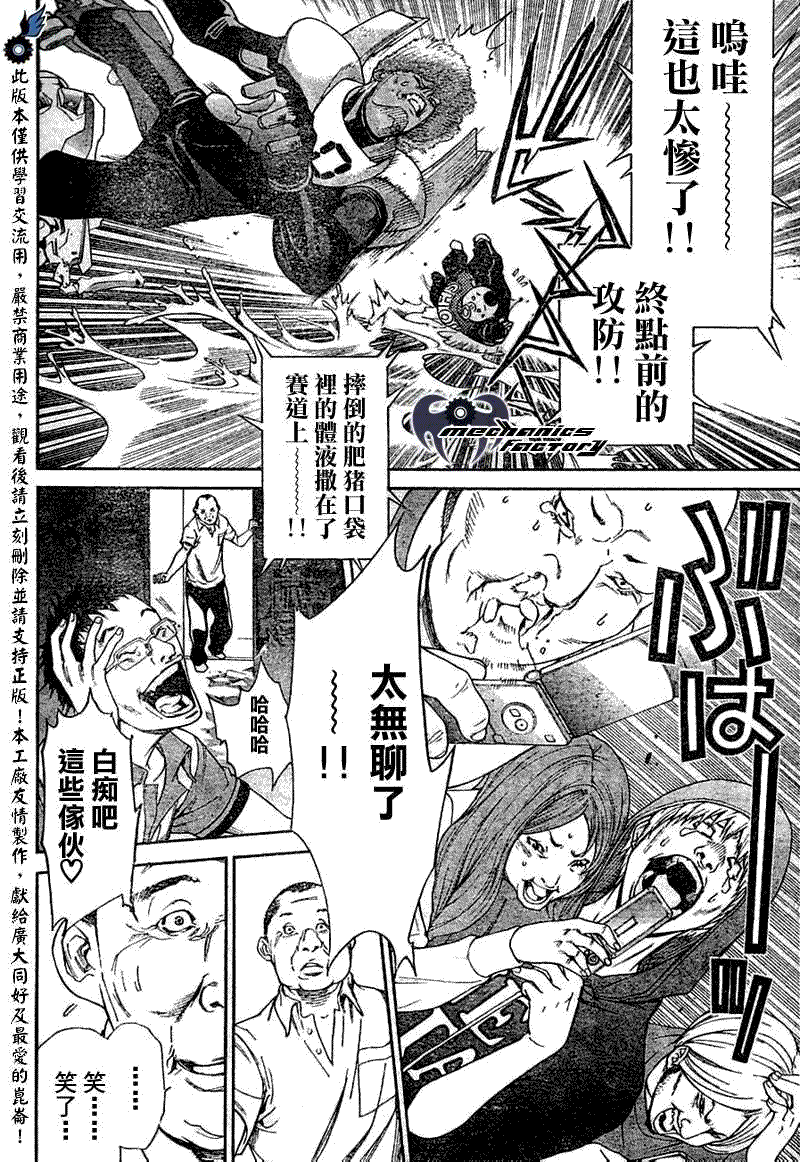 嗚哇～～～～～
這也太慘了!!
終點前的
攻防!!
摔倒的肥猪口袋
裡的體液撒在了
賽道上～～～～!!
mechanics
factory
ぶはーーッ
太無聊了
～～～!!
哈哈哈
白痴吧
這些傢伙♡
……
笑……
笑了…
此版本僅供學習交流用，嚴禁商業用途，觀看後請立刻刪除並請支持正版！本工廠友情製作，獻給廣大同好及最愛的崑崙！